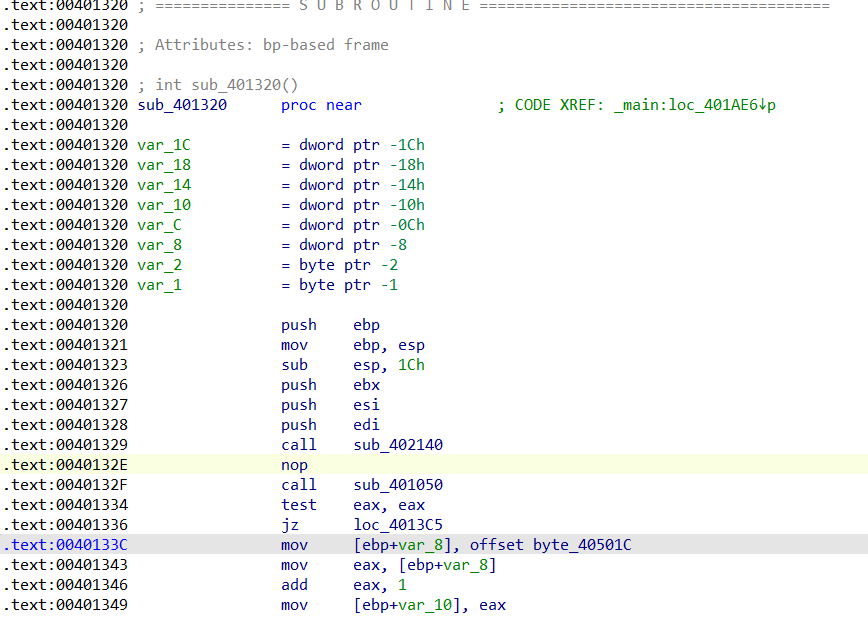 .text:00401320 ; =============== S U B R O U T I N E =======================================
.text:00401320
.text:00401320 ; Attributes: bp-based frame
.text:00401320
.text:00401320 ; int sub_401320()
.text:00401320 sub_401320 proc near ; CODE XREF: _main:loc_401AE6↓p
.text:00401320
.text:00401320 var_1C = dword ptr -1Ch
.text:00401320 var_18 = dword ptr -18h
.text:00401320 var_14 = dword ptr -14h
.text:00401320 var_10 = dword ptr -10h
.text:00401320 var_C = dword ptr -0Ch
.text:00401320 var_8 = dword ptr -8
.text:00401320 var_2 = byte ptr -2
.text:00401320 var_1 = byte ptr -1
.text:00401320
.text:00401320 push ebp
.text:00401321 mov ebp, esp
.text:00401323 sub esp, 1Ch
.text:00401326 push ebx
.text:00401327 push esi
.text:00401328 push edi
.text:00401329 call sub_402140
.text:0040132E nop
.text:0040132F call sub_401050
.text:00401334 test eax, eax
.text:00401336 jz loc_4013C5
.text:0040133C mov [ebp+var_8], offset byte_40501C
.text:00401343 mov eax, [ebp+var_8]
.text:00401346 add eax, 1
.text:00401349 mov [ebp+var_10], eax